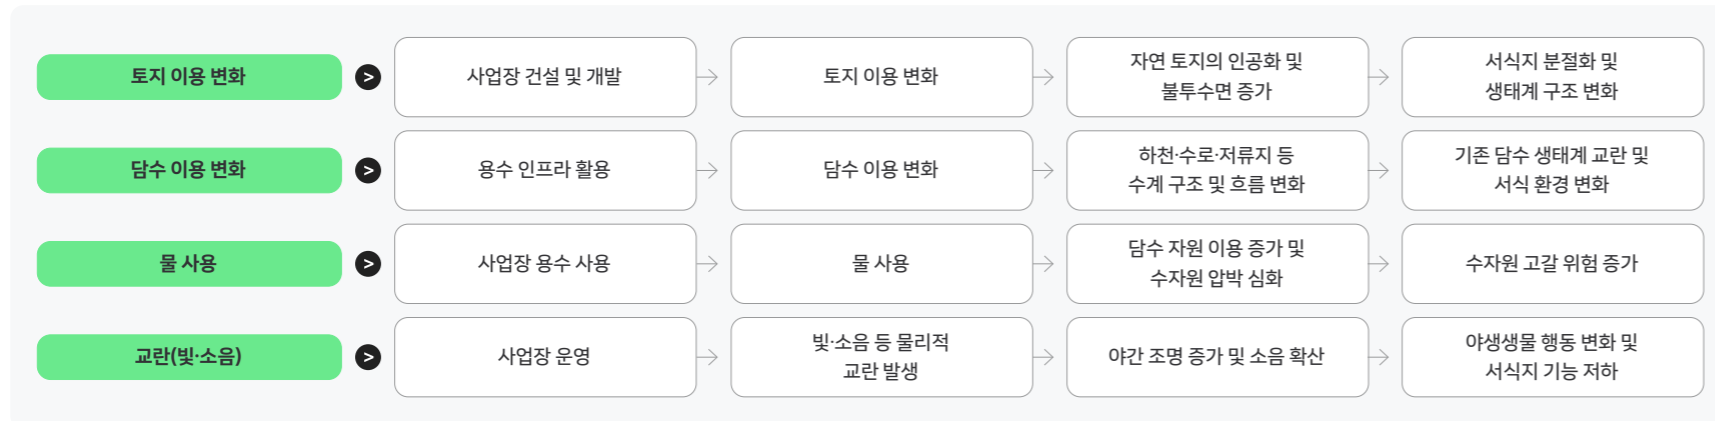 토지 이용 변화
>
사업장 건설 및 개발
토지 이용 변화
자연 토지의 인공화 및
불투수면 증가
서식지 분절화 및
생태계 구조 변화
담수 이용 변화
>
용수 인프라 활용
담수 이용 변화
하천·수로·저류지 등
수계 구조 및 흐름 변화
기존 담수 생태계 교란 및
서식 환경 변화
물 사용
>
사업장 용수 사용
물 사용
담수 자원 이용 증가 및
수자원 압박 심화
수자원 고갈 위험 증가
교란(빛·소음)
>
사업장 운영
빛·소음 등 물리적
교란 발생
야간 조명 증가 및 소음 확산
야생생물 행동 변화 및
서식지 기능 저하